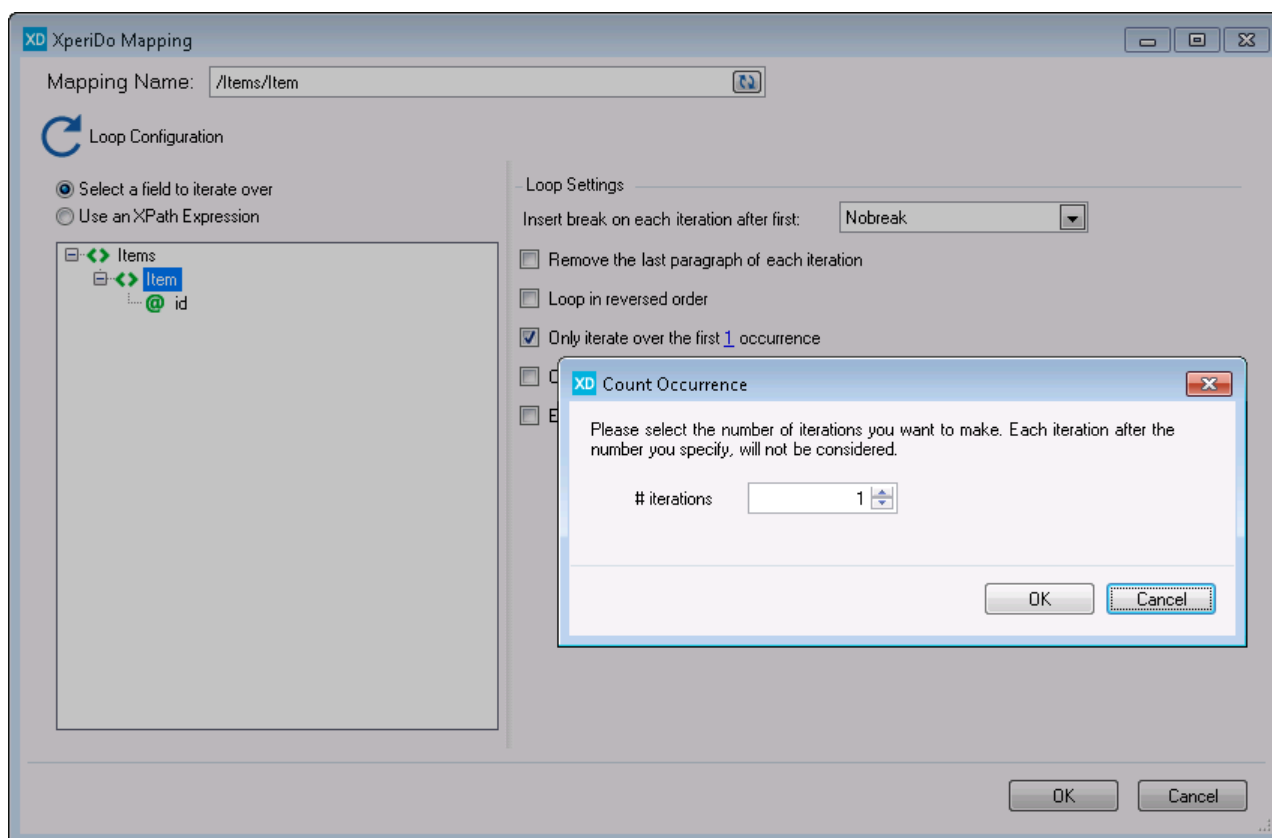 XD XperiDo Mapping
Mapping Name: /Items/Item
Loop Configuration
Select a field to iterate over
Use an XPath Expression
Items
Item
@ id
Loop Settings
Insert break on each iteration after first: Nobreak
Remove the last paragraph of each iteration
Loop in reversed order
Only iterate over the first 1 occurrence
XD Count Occurrence
Please select the number of iterations you want to make. Each iteration after the
number you specify, will not be considered.
# iterations 1
OK Cancel
OK Cancel